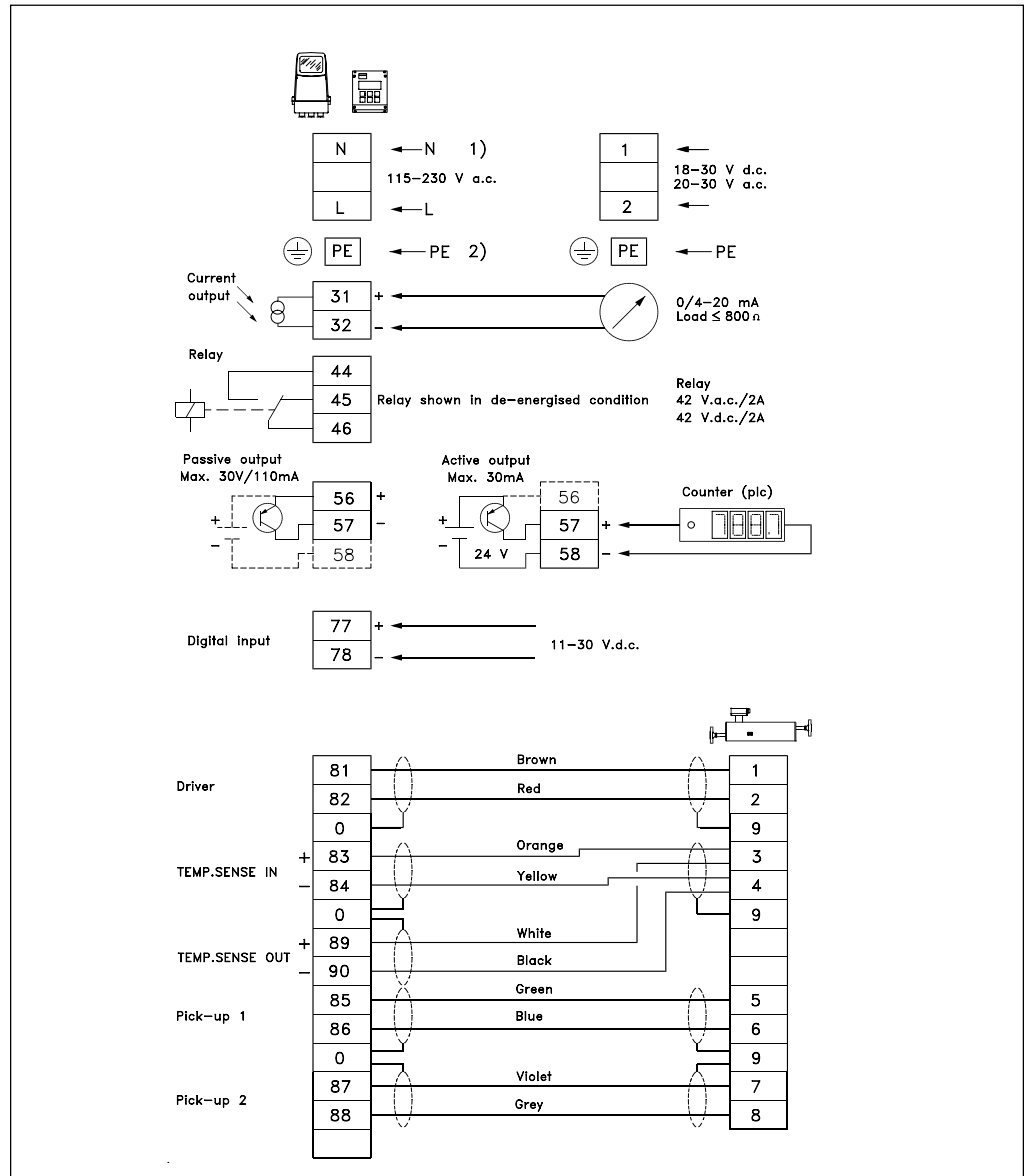 N ← N 1) 1 ←
115–230 V a.c. 18–30 V d.c.
20–30 V a.c.
L ← L 2 ←
PE ← PE 2) PE ← PE
Current
output
31 +
32 –
0/4–20 mA
Load ≤ 800 Ω
Relay
44
45 Relay shown in de-energised condition
46
Relay
42 V.a.c./2A
42 V.d.c./2A
Passive output
Max. 30V/110mA
+
–
56 +
57 –
58
Active output
Max. 30mA
+
–
24 V
56
57 +
58 –
Counter (plc)
1 8 8 8.1
Digital input
77 +
78 –
11–30 V.d.c.
Driver
81 Brown 1
82 Red 2
0 9
TEMP.SENSE IN
+ 83 Orange 3
– 84 Yellow 4
0 9
TEMP.SENSE OUT
+ 89 White
– 90 Black
Pick-up 1
85 Green 5
86 Blue 6
0 9
Pick-up 2
87 Violet 7
88 Grey 8